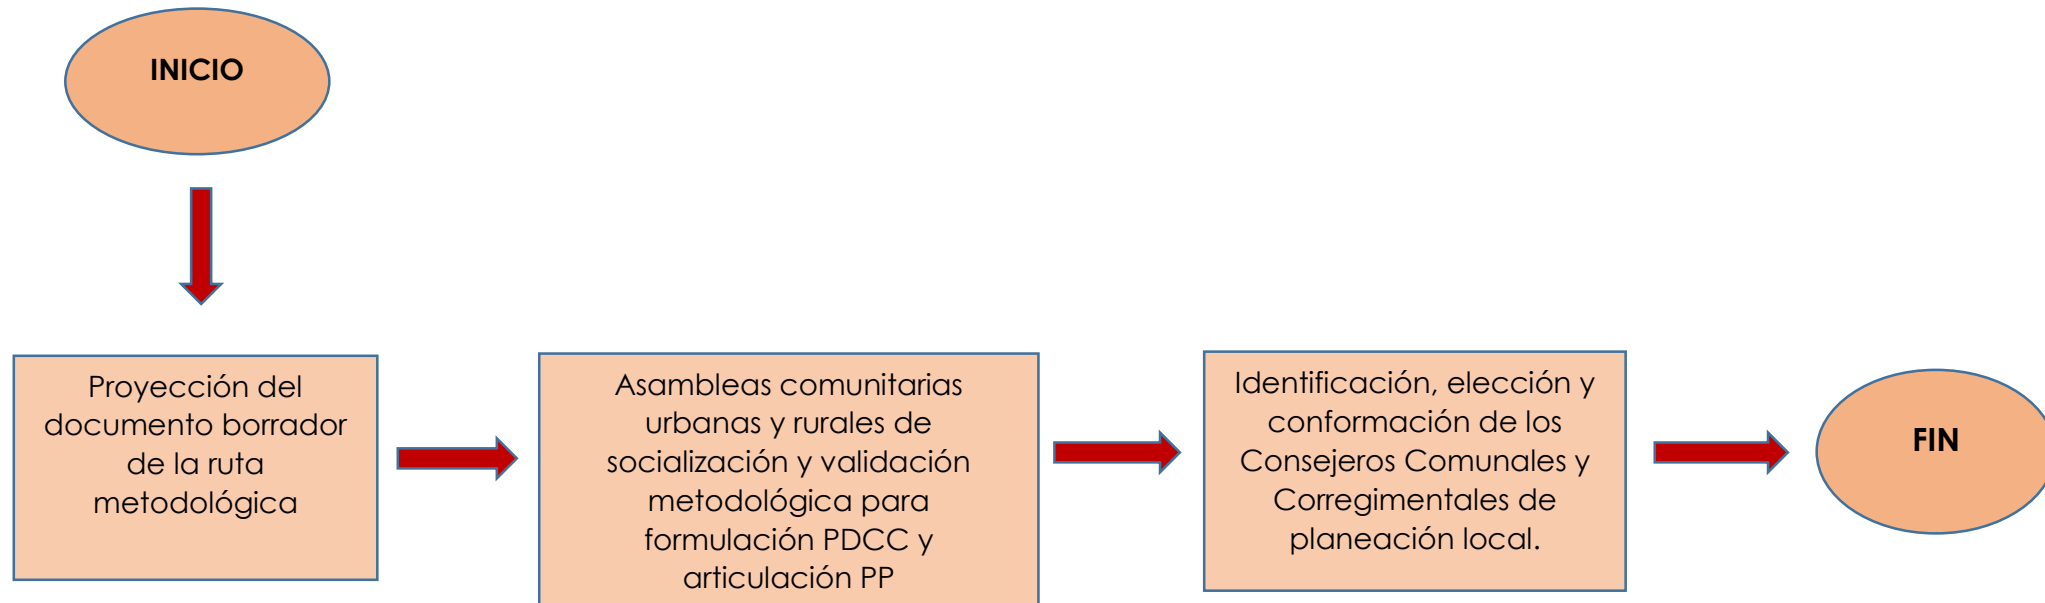 INICIO
Proyección del
documento borrador
de la ruta
metodológica
Asambleas comunitarias
urbanas y rurales de
socialización y validación
metodológica para
formulación PDCC y
articulación PP
Identificación, elección y
conformación de los
Consejeros Comunales y
Corregimentales de
planeación local.
FIN